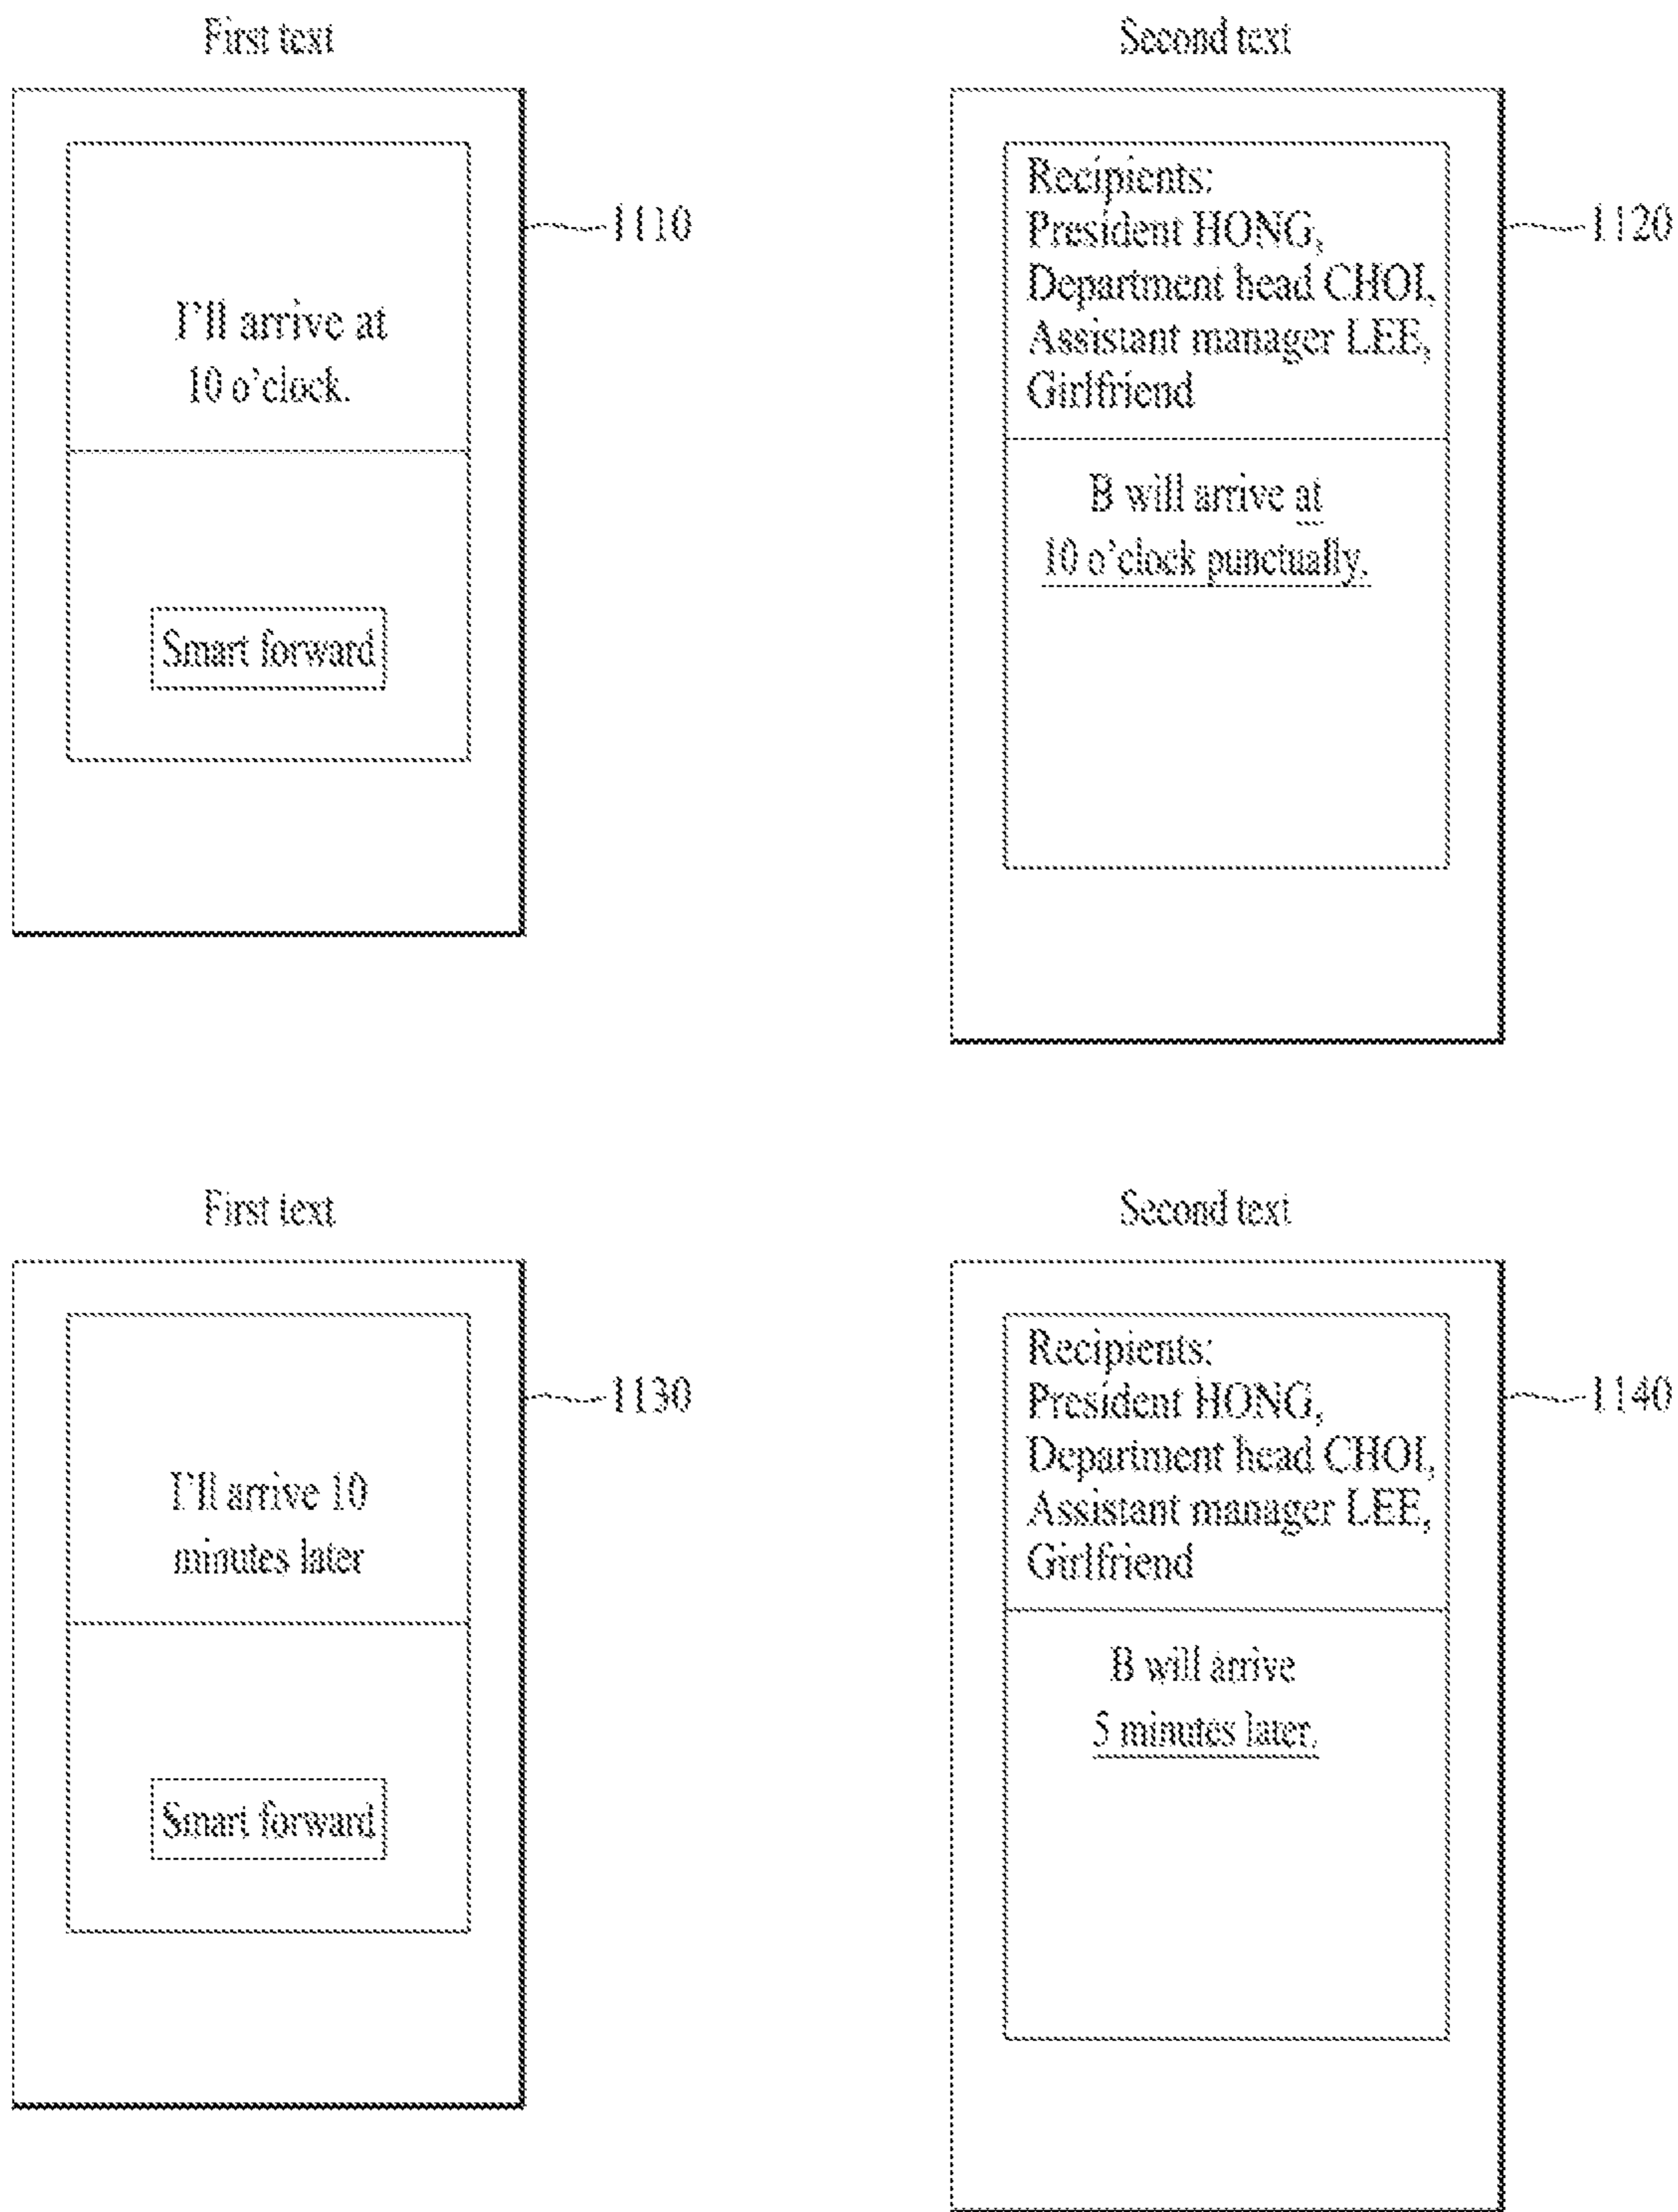 First text
I'll arrive at
10 o'clock.
Smart forward
1110
Second text
Recipients:
President HONG,
Department head CHOI,
Assistant manager LEE,
Girlfriend
B will arrive at
10 o'clock punctually.
1120
First text
I'll arrive 10
minutes later
Smart forward
1130
Second text
Recipients:
President HONG,
Department head CHOI,
Assistant manager LEE,
Girlfriend
B will arrive
5 minutes later.
1140